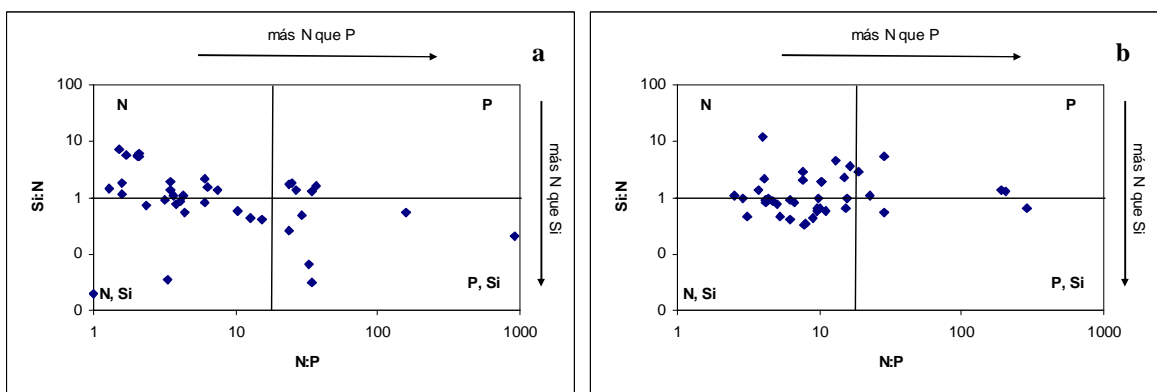 más N que P
a
100
10
1
0
0
Si:N
N
P
N, Si
P, Si
más N que Si
1
10
100
1000
N:P
más N que P
b
100
10
1
0
0
Si:N
N
P
N, Si
P, Si
más N que Si
1
10
100
1000
N:P